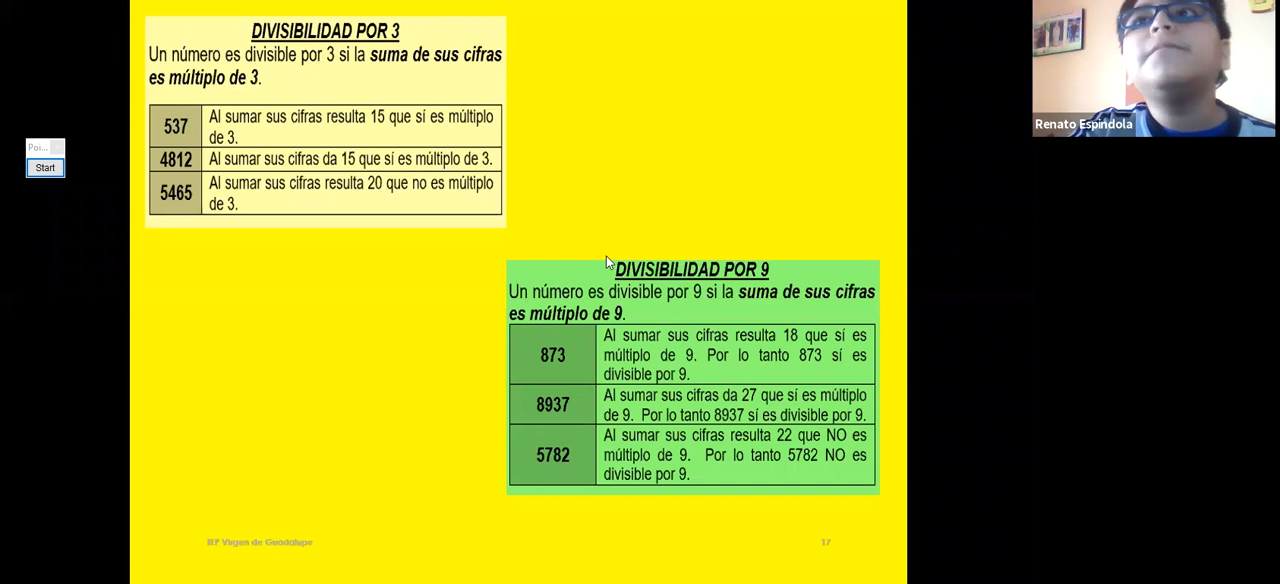 DIVISIBILIDAD POR 3
Un número es divisible por 3 si la suma de sus cifras
es múltiplo de 3.
537
Al sumar sus cifras resulta 15 que sí es múltiplo
de 3.
4812
Al sumar sus cifras da 15 que sí es múltiplo de 3.
5465
Al sumar sus cifras resulta 20 que no es múltiplo
de 3.
Poi...
Start
Renato Espindola
DIVISIBILIDAD POR 9
Un número es divisible por 9 si la suma de sus cifras
es múltiplo de 9.
873
Al sumar sus cifras resulta 18 que sí es
múltiplo de 9. Por lo tanto 873 sí es
divisible por 9.
8937
Al sumar sus cifras da 27 que sí es múltiplo
de 9. Por lo tanto 8937 sí es divisible por 9.
5782
Al sumar sus cifras resulta 22 que NO es
múltiplo de 9. Por lo tanto 5782 NO es
divisible por 9.
Virgen de Guadalupe
17